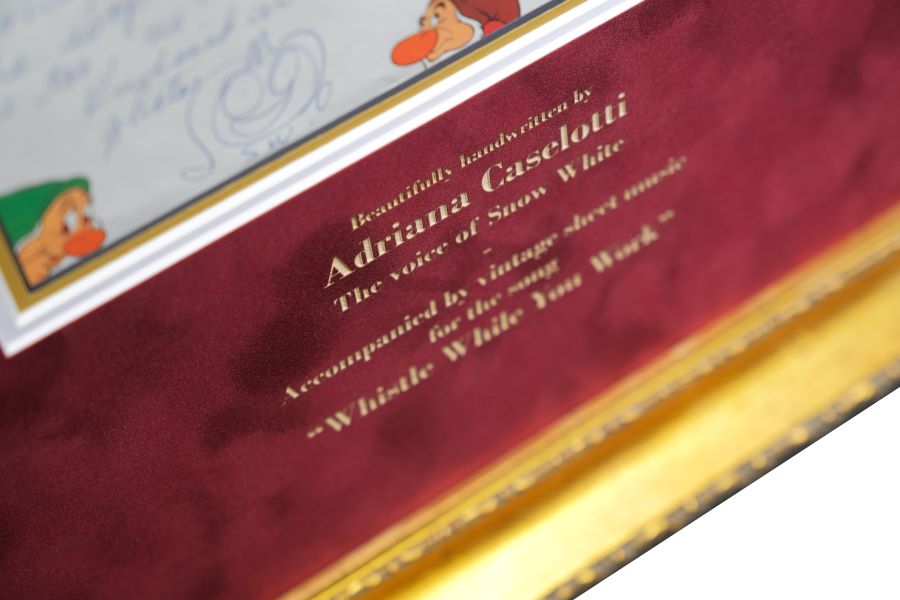 Beautifully handwritten by
Adriana Caselotti
The voice of Snow White
-
Accompanied by vintage sheet music
for the song
"Whistle While You Work"